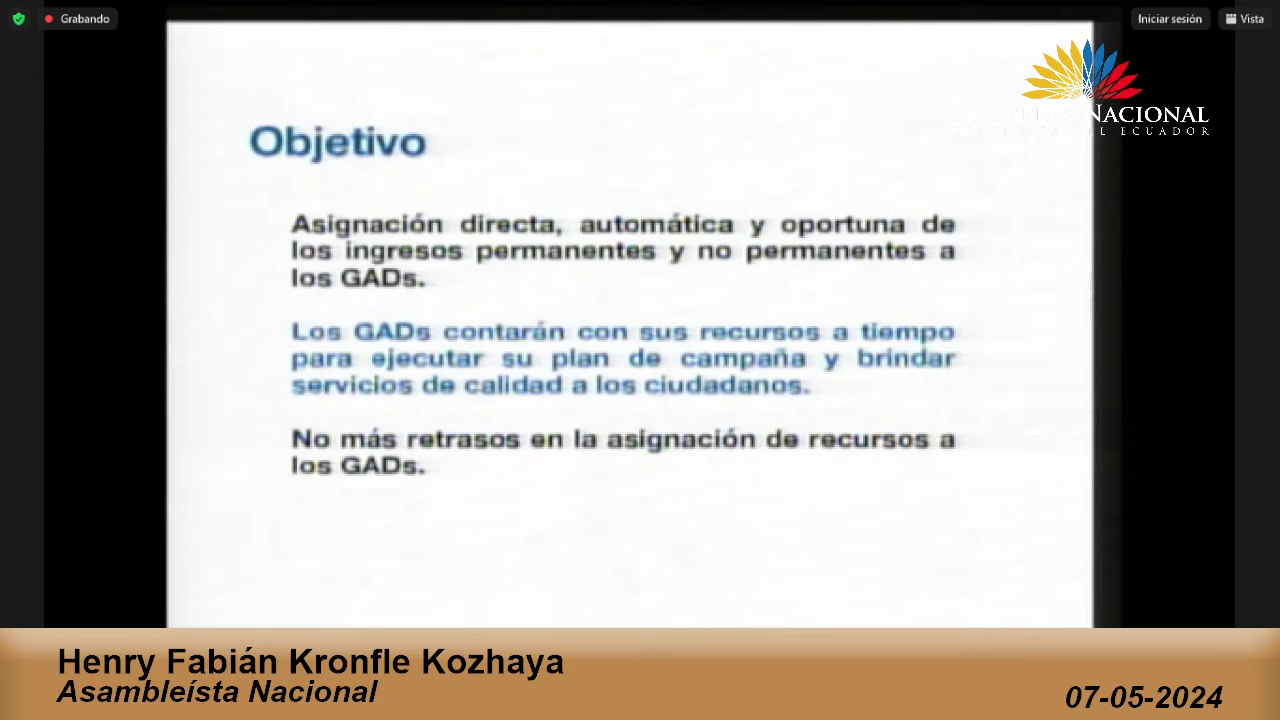 Grabando
Iniciar sesión
Vista
NACIONAL
DEL ECUADOR
Objetivo
Asignación directa, automática y oportuna de
los ingresos permanentes y no permanentes a
los GADs.
Los GADs contarán con sus recursos a tiempo
para ejecutar su plan de campaña y brindar
servicios de calidad a los ciudadanos.
No más retrasos en la asignación de recursos a
los GADs.
Henry Fabián Kronfle Kozhaya
Asambleísta Nacional
07-05-2024